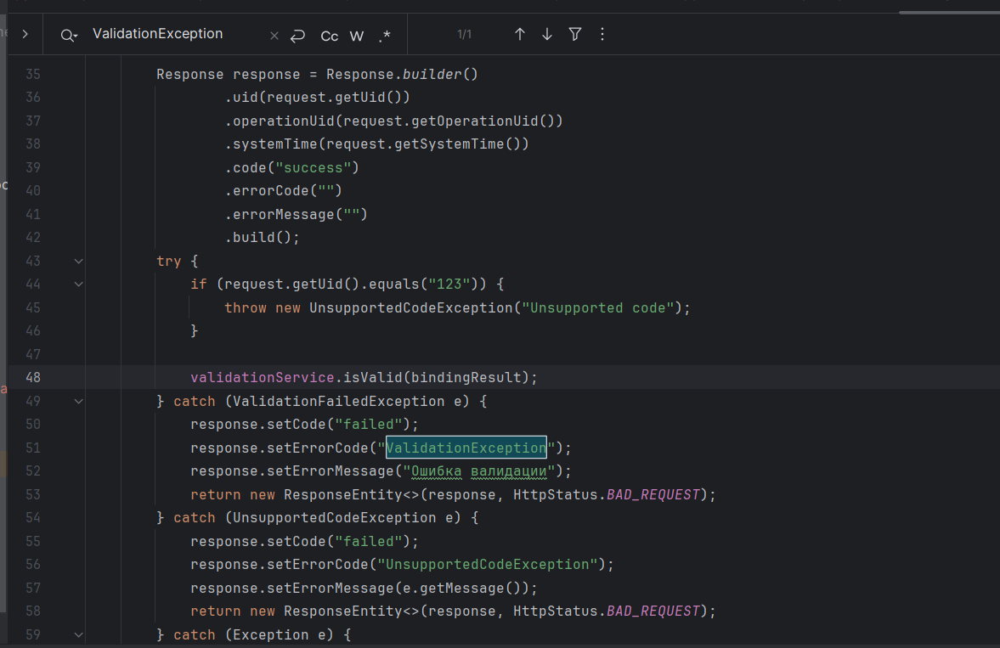 ValidationException
Cc W .*
1/1
35 Response response = Response.builder()
36 .uid(request.getUid())
37 .operationUid(request.getOperationUid())
38 .systemTime(request.getSystemTime())
39 .code("success")
40 .errorCode("")
41 .errorMessage("")
42 .build();
43 try {
44 if (request.getUid().equals("123")) {
45 throw new UnsupportedCodeException("Unsupported code");
46 }
47
48 validationService.isValid(bindingResult);
49 } catch (ValidationFailedException e) {
50 response.setCode("failed");
51 response.setErrorCode("ValidationException");
52 response.setErrorMessage("Ошибка валидации");
53 return new ResponseEntity<>(response, HttpStatus.BAD_REQUEST);
54 } catch (UnsupportedCodeException e) {
55 response.setCode("failed");
56 response.setErrorCode("UnsupportedCodeException");
57 response.setErrorMessage(e.getMessage());
58 return new ResponseEntity<>(response, HttpStatus.BAD_REQUEST);
59 } catch (Exception e) {